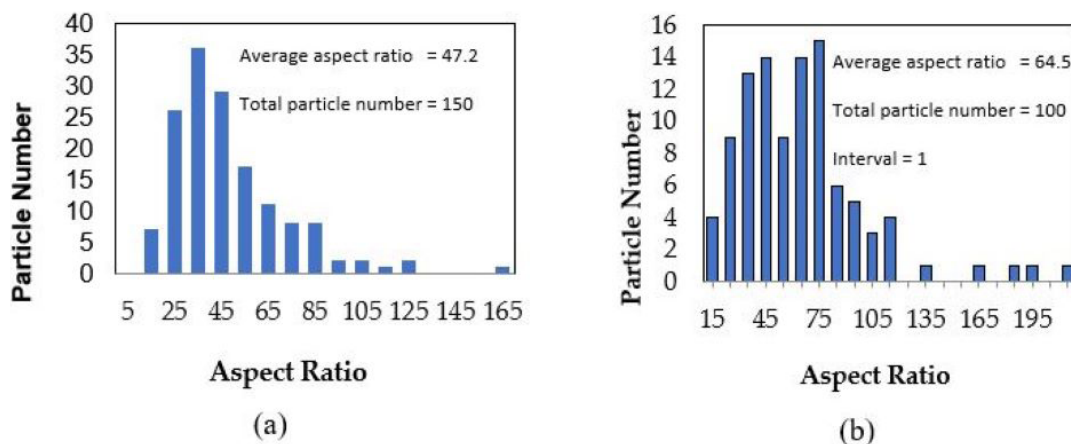 40
35
30
25
20
15
10
5
0
Particle Number
Average aspect ratio = 47.2
Total particle number = 150
5 25 45 65 85 105 125 145 165
Aspect Ratio
(a)
16
14
12
10
8
6
4
2
0
Particle Number
Average aspect ratio = 64.5
Total particle number = 100
Interval = 1
15 45 75 105 135 165 195
Aspect Ratio
(b)